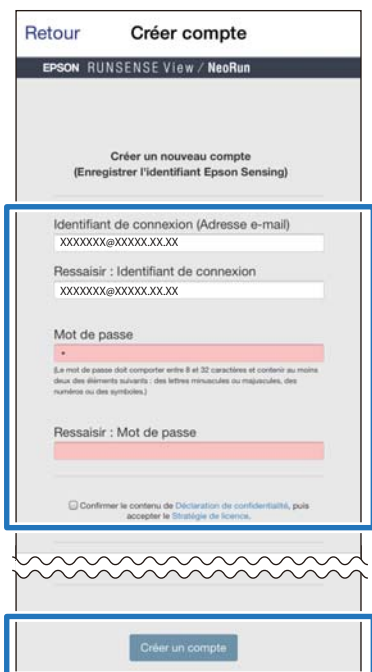 Retour Créer compte
EPSON RUNSENSE View / NeoRun
Créer un nouveau compte
(Enregistrer l'identifiant Epson Sensing)
Identifiant de connexion (Adresse e-mail)
XXXXXXX@XXXXX.XX.XX
Ressaisir : Identifiant de connexion
XXXXXXX@XXXXX.XX.XX
Mot de passe
•
(Le mot de passe doit comporter entre 8 et 32 caractères et contenir au moins
deux des éléments suivants : des lettres minuscules ou majuscules, des
numéros ou des symboles.)
Ressaisir : Mot de passe
Confirmer le contenu de Déclaration de confidentialité, puis
accepter le Stratégie de licence.
Créer un compte